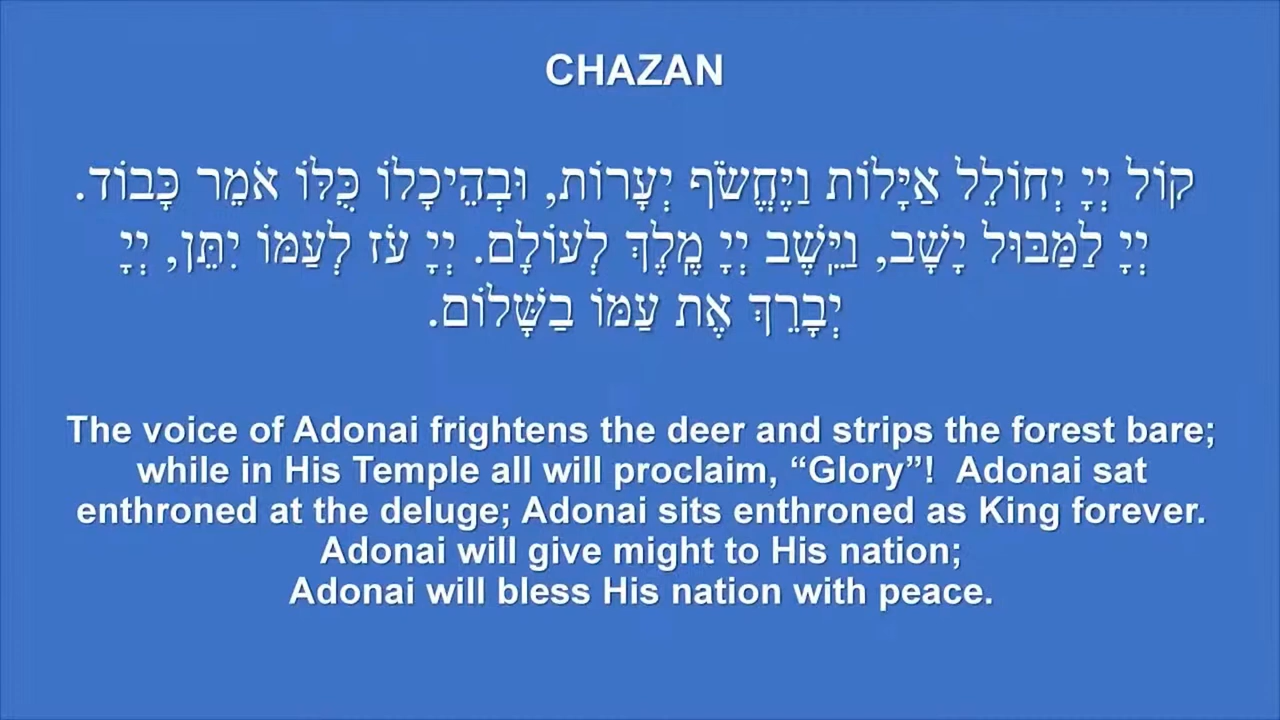 CHAZAN
קוֹל יְיָ יְחוֹלֵל אַיָּלוֹת וַיֶּחֱשֹׂף יְעָרוֹת, וּבְהֵיכָלוֹ כֻּלּוֹ אֹמֵר כָּבוֹד.
יְיָ לַמַּבּוּל יָשָׁב, וַיֵּשֶׁב יְיָ מֶלֶךְ לְעוֹלָם. יְיָ עֹז לְעַמּוֹ יִתֵּן, יְיָ
יְבָרֵךְ אֶת עַמּוֹ בַשָּׁלוֹם.
The voice of Adonai frightens the deer and strips the forest bare;
while in His Temple all will proclaim, “Glory”!  Adonai sat
enthroned at the deluge; Adonai sits enthroned as King forever.
Adonai will give might to His nation;
Adonai will bless His nation with peace.